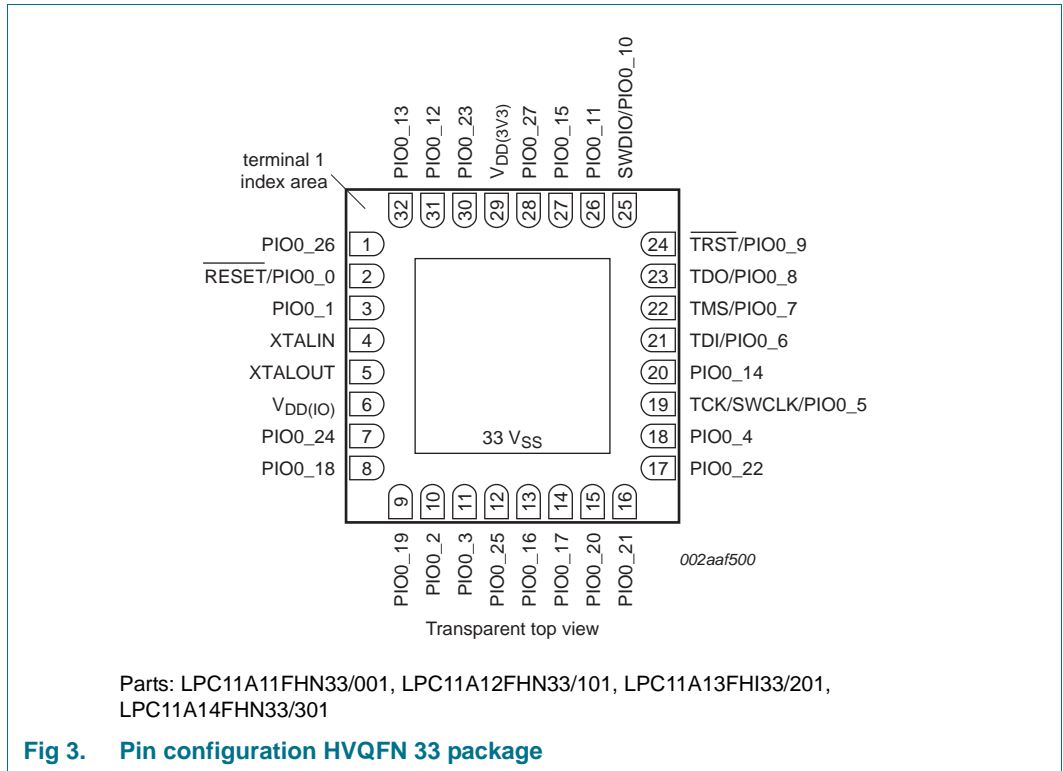 SWDIO/PIO0_10
PIO0_13
PIO0_12
PIO0_23
VDD(3V3)
PIO0_27
PIO0_15
PIO0_11
terminal 1
index area
32
31
30
29
28
27
26
25
PIO0_26 1
RESET/PIO0_0 2
PIO0_1 3
XTALIN 4
XTALOUT 5
VDD(IO) 6
PIO0_24 7
PIO0_18 8
24 TRST/PIO0_9
23 TDO/PIO0_8
22 TMS/PIO0_7
21 TDI/PIO0_6
20 PIO0_14
19 TCK/SWCLK/PIO0_5
18 PIO0_4
17 PIO0_22
33 VSS
9
10
11
12
13
14
15
16
PIO0_19
PIO0_2
PIO0_3
PIO0_25
PIO0_16
PIO0_17
PIO0_20
PIO0_21
002aaf500
Transparent top view
Parts: LPC11A11FHN33/001, LPC11A12FHN33/101, LPC11A13FHI33/201,
LPC11A14FHN33/301
Fig 3. Pin configuration HVQFN 33 package